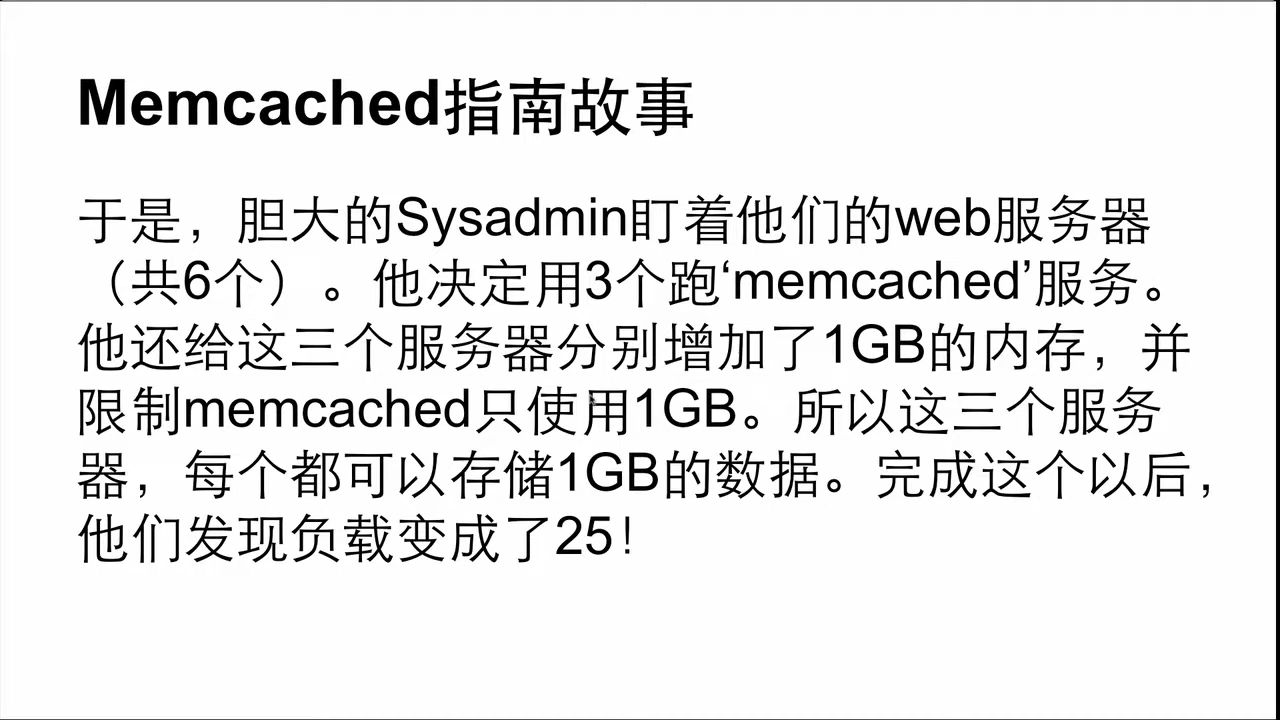 Memcached指南故事
于是，胆大的Sysadmin盯着他们的web服务器
（共6个）。他决定用3个跑‘memcached’服务。
他还给这三个服务器分别增加了1GB的内存，并
限制memcached只使用1GB。所以这三个服务
器，每个都可以存储1GB的数据。完成这个以后，
他们发现负载变成了25！